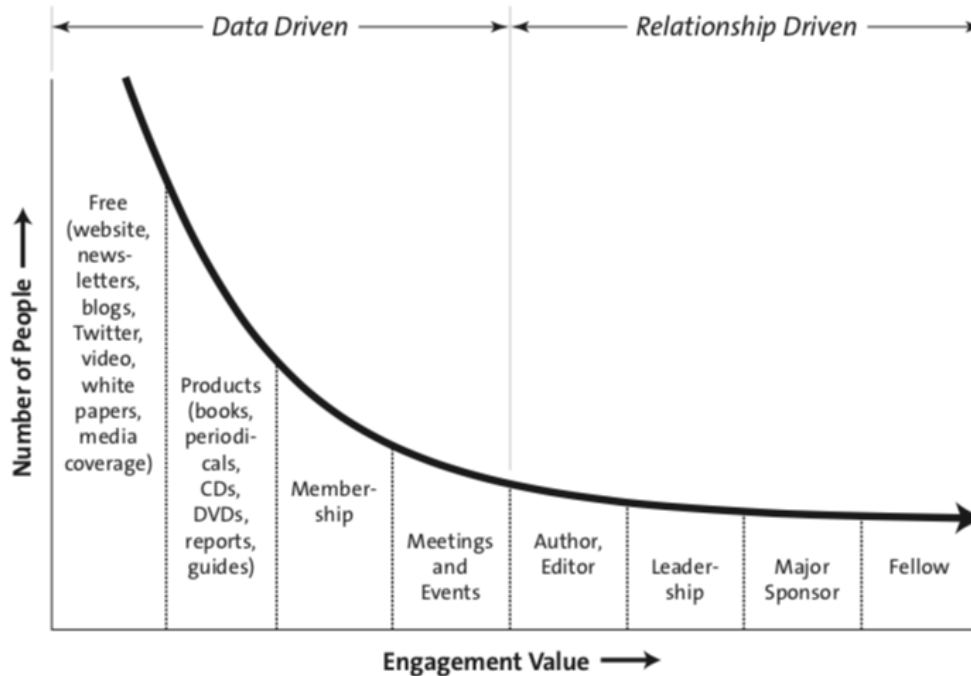 Data Driven
Relationship Driven
Number of People
Free
(website,
news-
letters,
blogs,
Twitter,
video,
white
papers,
media
coverage)
Products
(books,
periodi-
cals,
CDs,
DVDs,
reports,
guides)
Member-
ship
Meetings
and
Events
Author,
Editor
Leader-
ship
Major
Sponsor
Fellow
Engagement Value